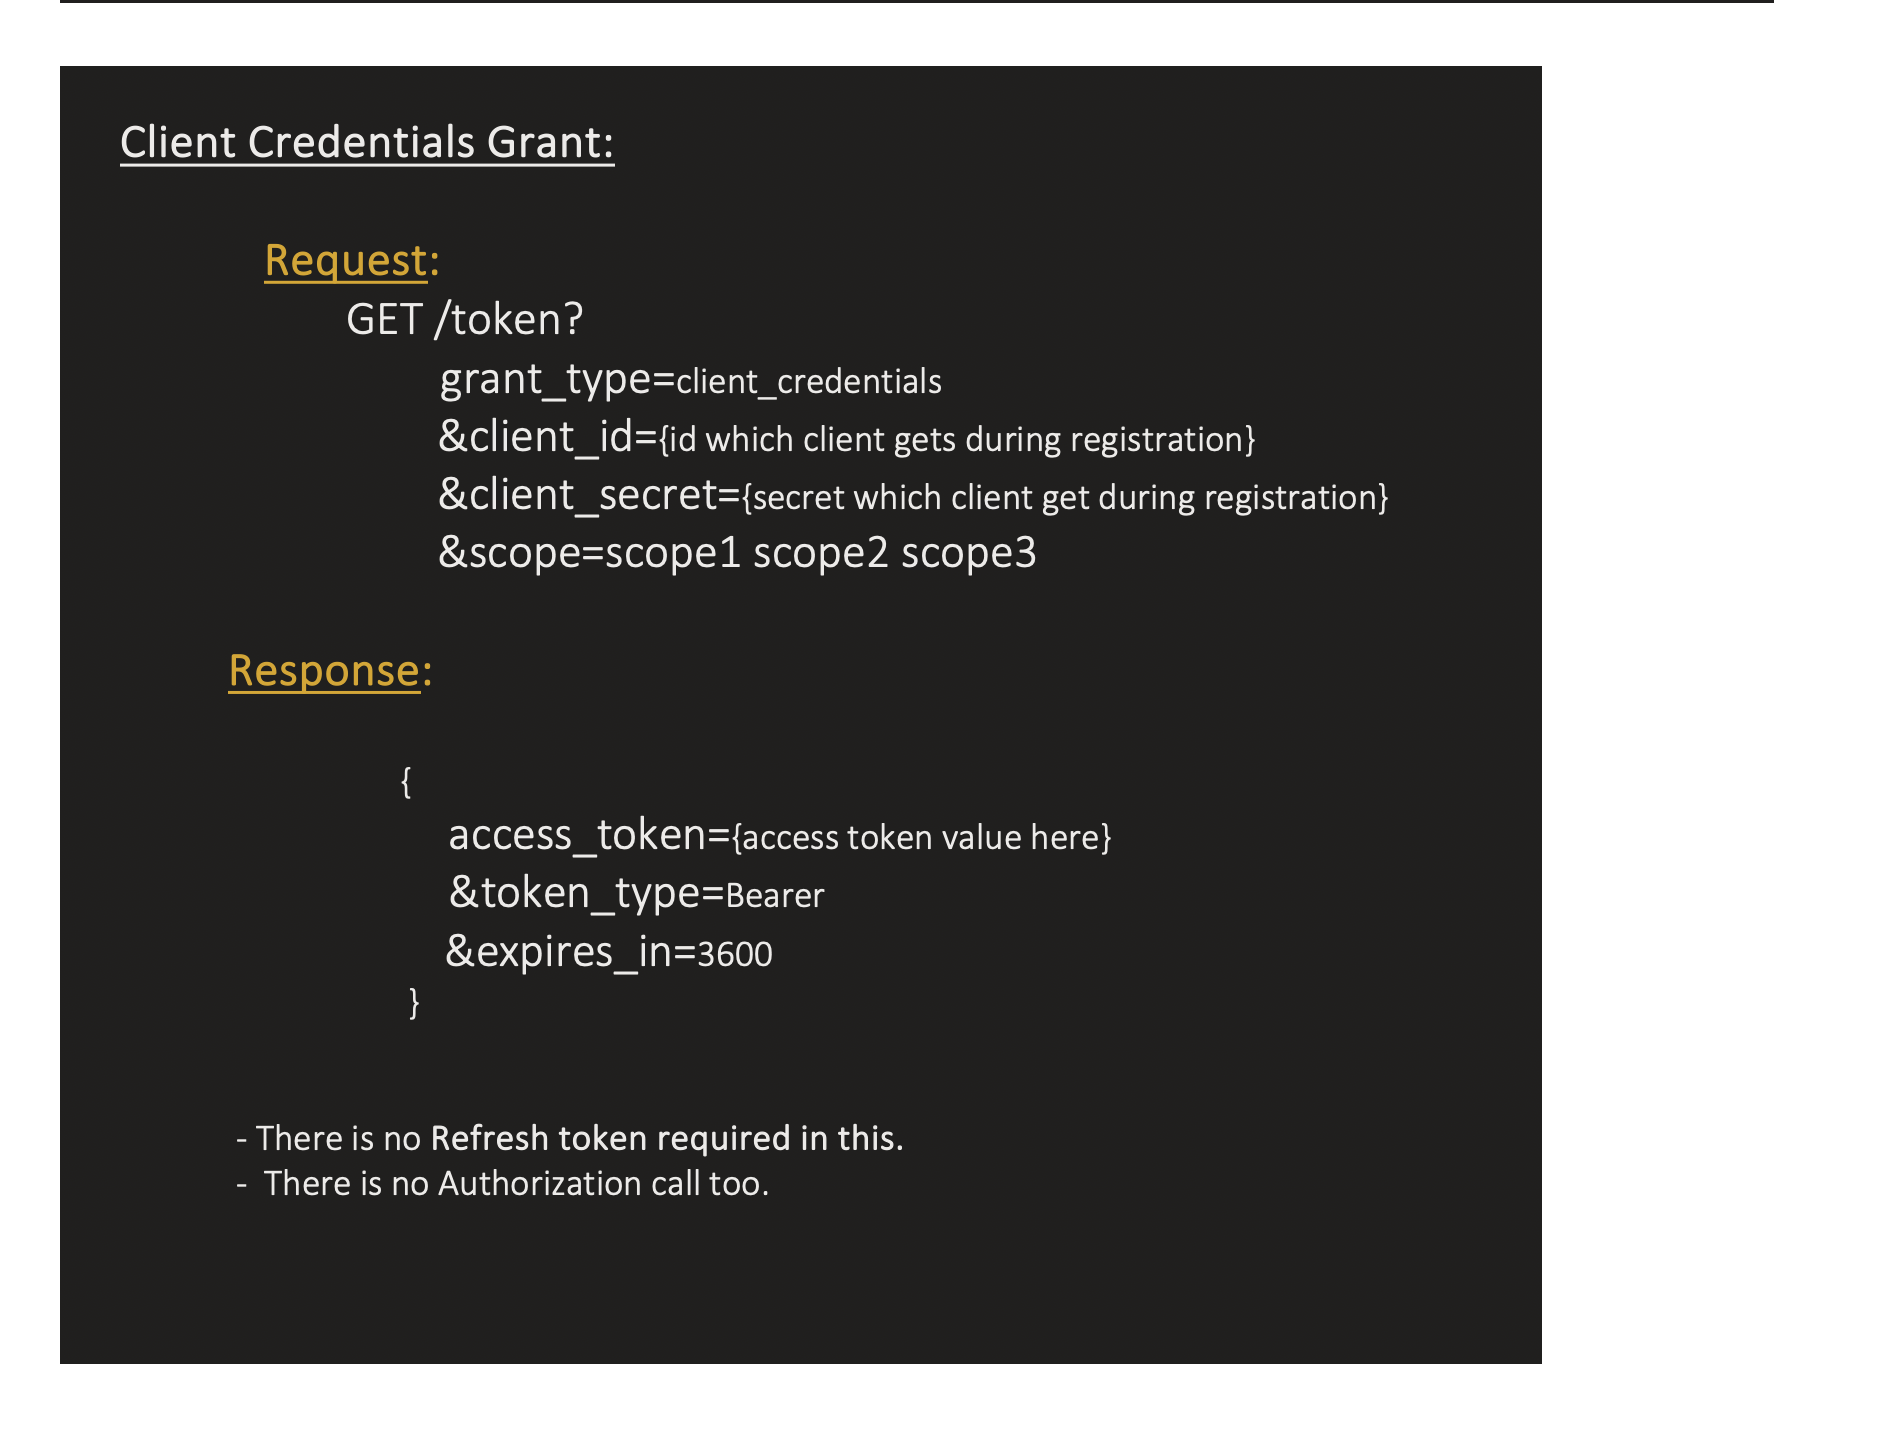 Client Credentials Grant:
Request:
GET /token?
grant_type=client_credentials
&client_id={id which client gets during registration}
&client_secret={secret which client get during registration}
&scope=scope1 scope2 scope3
Response:
{
access_token={access token value here}
&token_type=Bearer
&expires_in=3600
}
- There is no Refresh token required in this.
- There is no Authorization call too.